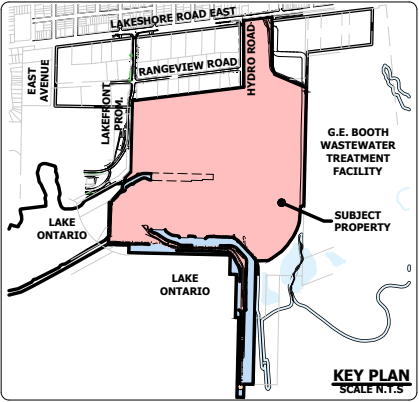 LAKESHORE ROAD EAST
HYDRO ROAD
RANGEVIEW ROAD
EAST
AVENUE
LAKEFRONT
PROM.
G.E. BOOTH
WASTEWATER
TREATMENT
FACILITY
LAKE
ONTARIO
SUBJECT
PROPERTY
LAKE
ONTARIO
KEY PLAN
SCALE N.T.S